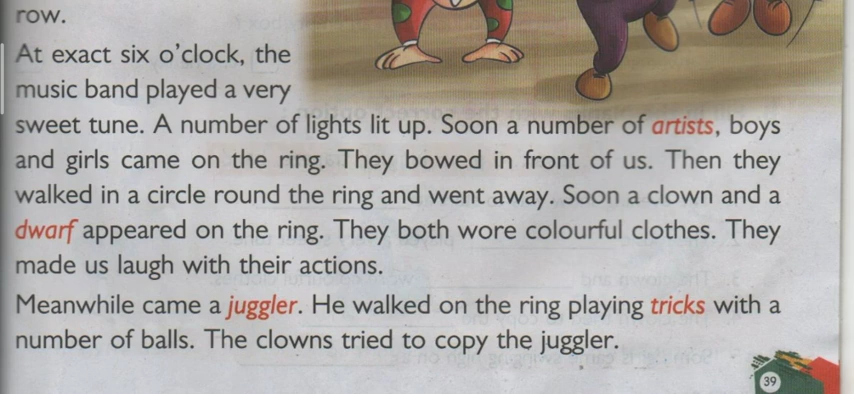 row.
At exact six o'clock, the
music band played a very
sweet tune. A number of lights lit up. Soon a number of artists, boys
and girls came on the ring. They bowed in front of us. Then they
walked in a circle round the ring and went away. Soon a clown and a
dwarf appeared on the ring. They both wore colourful clothes. They
made us laugh with their actions.
Meanwhile came a juggler. He walked on the ring playing tricks with a
number of balls. The clowns tried to copy the juggler.
39